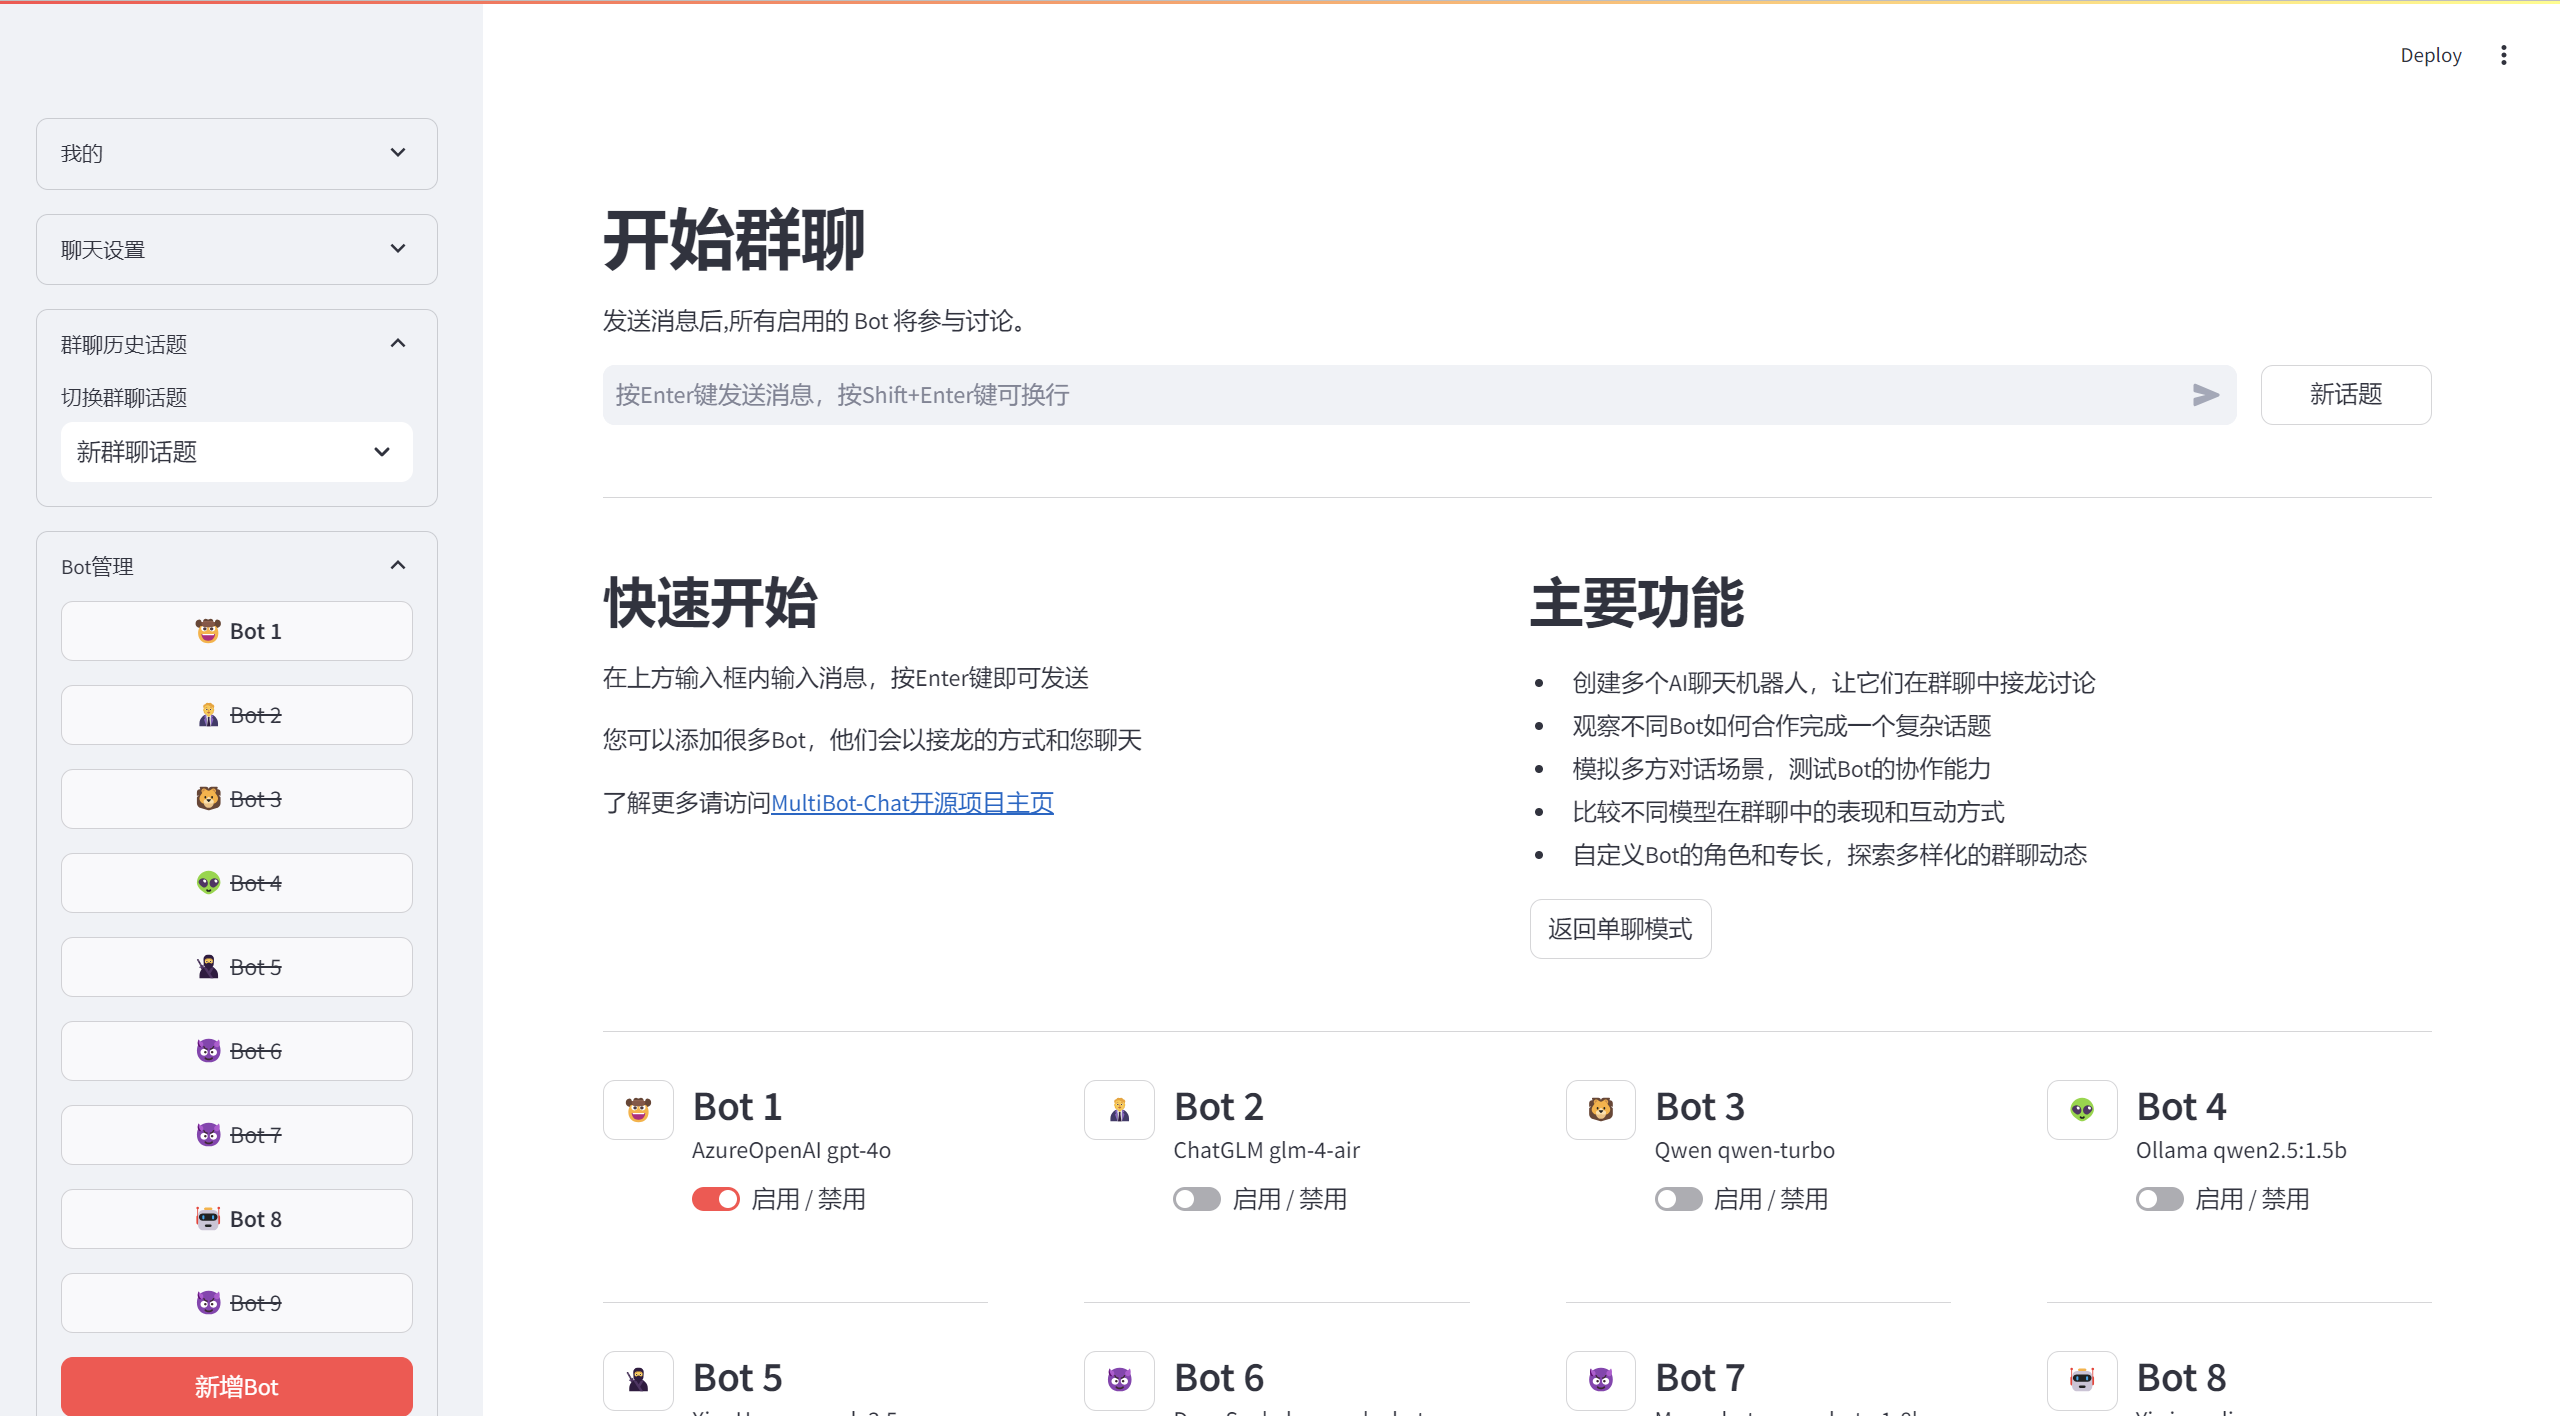 Deploy
我的
聊天设置
群聊历史话题
切换群聊话题
新群聊话题
Bot管理
Bot 1
Bot 2
Bot 3
Bot 4
Bot 5
Bot 6
Bot 7
Bot 8
Bot 9
新增Bot
开始群聊
发送消息后,所有启用的 Bot 将参与讨论。
按Enter键发送消息，按Shift+Enter键可换行
新话题
快速开始
在上方输入框内输入消息，按Enter键即可发送
您可以添加很多Bot，他们会以接龙的方式和您聊天
了解更多请访问MultiBot-Chat开源项目主页
主要功能
创建多个AI聊天机器人，让它们在群聊中接龙讨论
观察不同Bot如何合作完成一个复杂话题
模拟多方对话场景，测试Bot的协作能力
比较不同模型在群聊中的表现和互动方式
自定义Bot的角色和专长，探索多样化的群聊动态
返回单聊模式
Bot 1
AzureOpenAI gpt-4o
启用 / 禁用
Bot 2
ChatGLM glm-4-air
启用 / 禁用
Bot 3
Qwen qwen-turbo
启用 / 禁用
Bot 4
Ollama qwen2.5:1.5b
启用 / 禁用
Bot 5
Bot 6
Bot 7
Bot 8